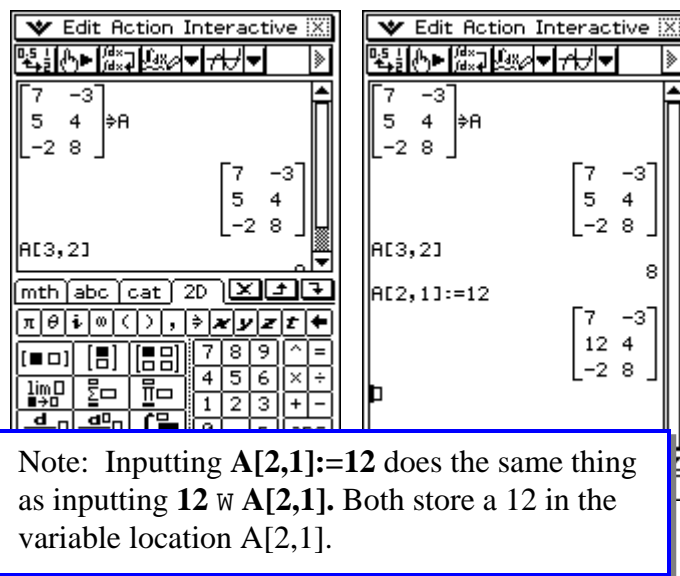 Edit Action Interactive
[7 -3
5 4
-2 8]⇒A
[7 -3
5 4
-2 8]
A[3,2]
mth abc cat 2D
π θ i ∞ ( ) , ⇒ x y z t
7 8 9 ^ =
lim 4 5 6 × ÷
1 2 3 + −
Edit Action Interactive
[7 -3
5 4
-2 8]⇒A
[7 -3
5 4
-2 8]
A[3,2]
8
A[2,1]:=12
[7 -3
12 4
-2 8]
Note: Inputting A[2,1]:=12 does the same thing
as inputting 12 W A[2,1]. Both store a 12 in the
variable location A[2,1].